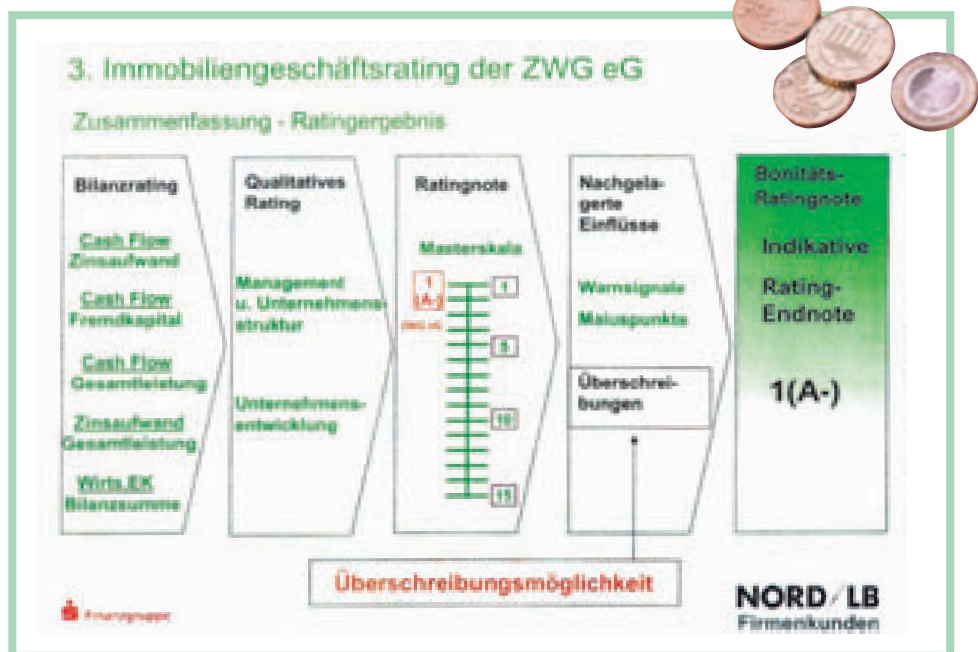 3. Immobiliengeschäftsrating der ZWG eG
Zusammenfassung - Ratingergebnis
Bilanzrating
Cash Flow
Zinsaufwand
Cash Flow
Fremdkapital
Cash Flow
Gesamtleistung
Zinsaufwand
Gesamtleistung
Wirts.EK
Bilanzsumme
Qualitatives
Rating
Management
u. Unternehmens-
struktur
Unternehmens-
entwicklung
Ratingnote
Masterskala
1
(A-)
1
5
10
15
Nachgela-
gerte
Einflüsse
Warnsignale
Maluspunkte
Überschrei-
bungen
Bonitäts-
Ratingnote
Indikative
Rating-
Endnote
1(A-)
Überschreibungsmöglichkeit
Finanzgruppe
NORD/LB
Firmenkunden